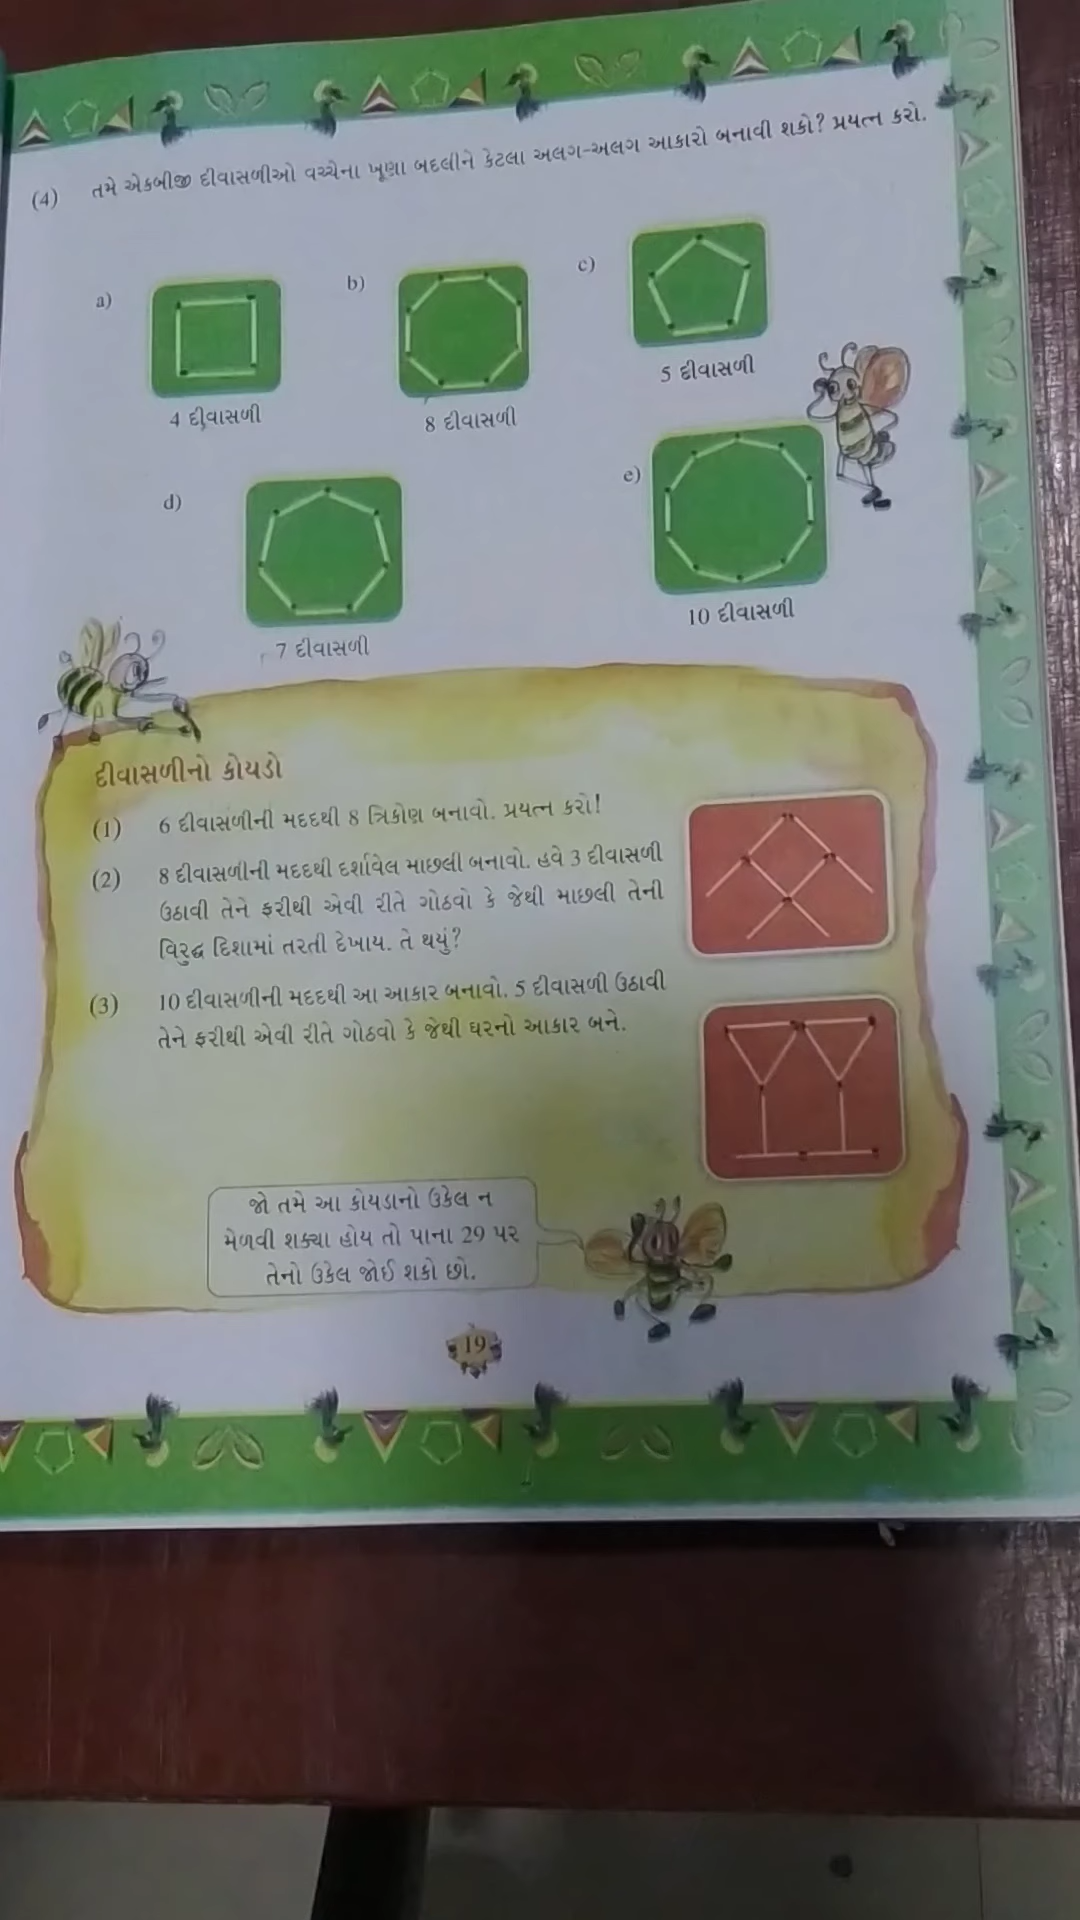 (4) તમે એકબીજી દીવાસળીઓ વચ્ચેના ખૂણા બદલીને કેટલા અલગ-અલગ આકારો બનાવી શકો? પ્રયત્ન કરો.
a)
b)
c)
4 દીવાસળી
8 દીવાસળી
5 દીવાસળી
d)
e)
7 દીવાસળી
10 દીવાસળી
દીવાસળીનો કોયડો
(1) 6 દીવાસળીની મદદથી 8 ત્રિકોણ બનાવો. પ્રયત્ન કરો!
(2) 8 દીવાસળીની મદદથી દર્શાવેલ માછલી બનાવો. હવે 3 દીવાસળી
ઉઠાવી તેને ફરીથી એવી રીતે ગોઠવો કે જેથી માછલી તેની
વિરુદ્ધ દિશામાં તરતી દેખાય. તે થયું?
(3) 10 દીવાસળીની મદદથી આ આકાર બનાવો. 5 દીવાસળી ઉઠાવી
તેને ફરીથી એવી રીતે ગોઠવો કે જેથી ઘરનો આકાર બને.
જો તમે આ કોયડાનો ઉકેલ ન
મેળવી શક્યા હોય તો પાના 29 પર
તેનો ઉકેલ જોઈ શકો છો.
19